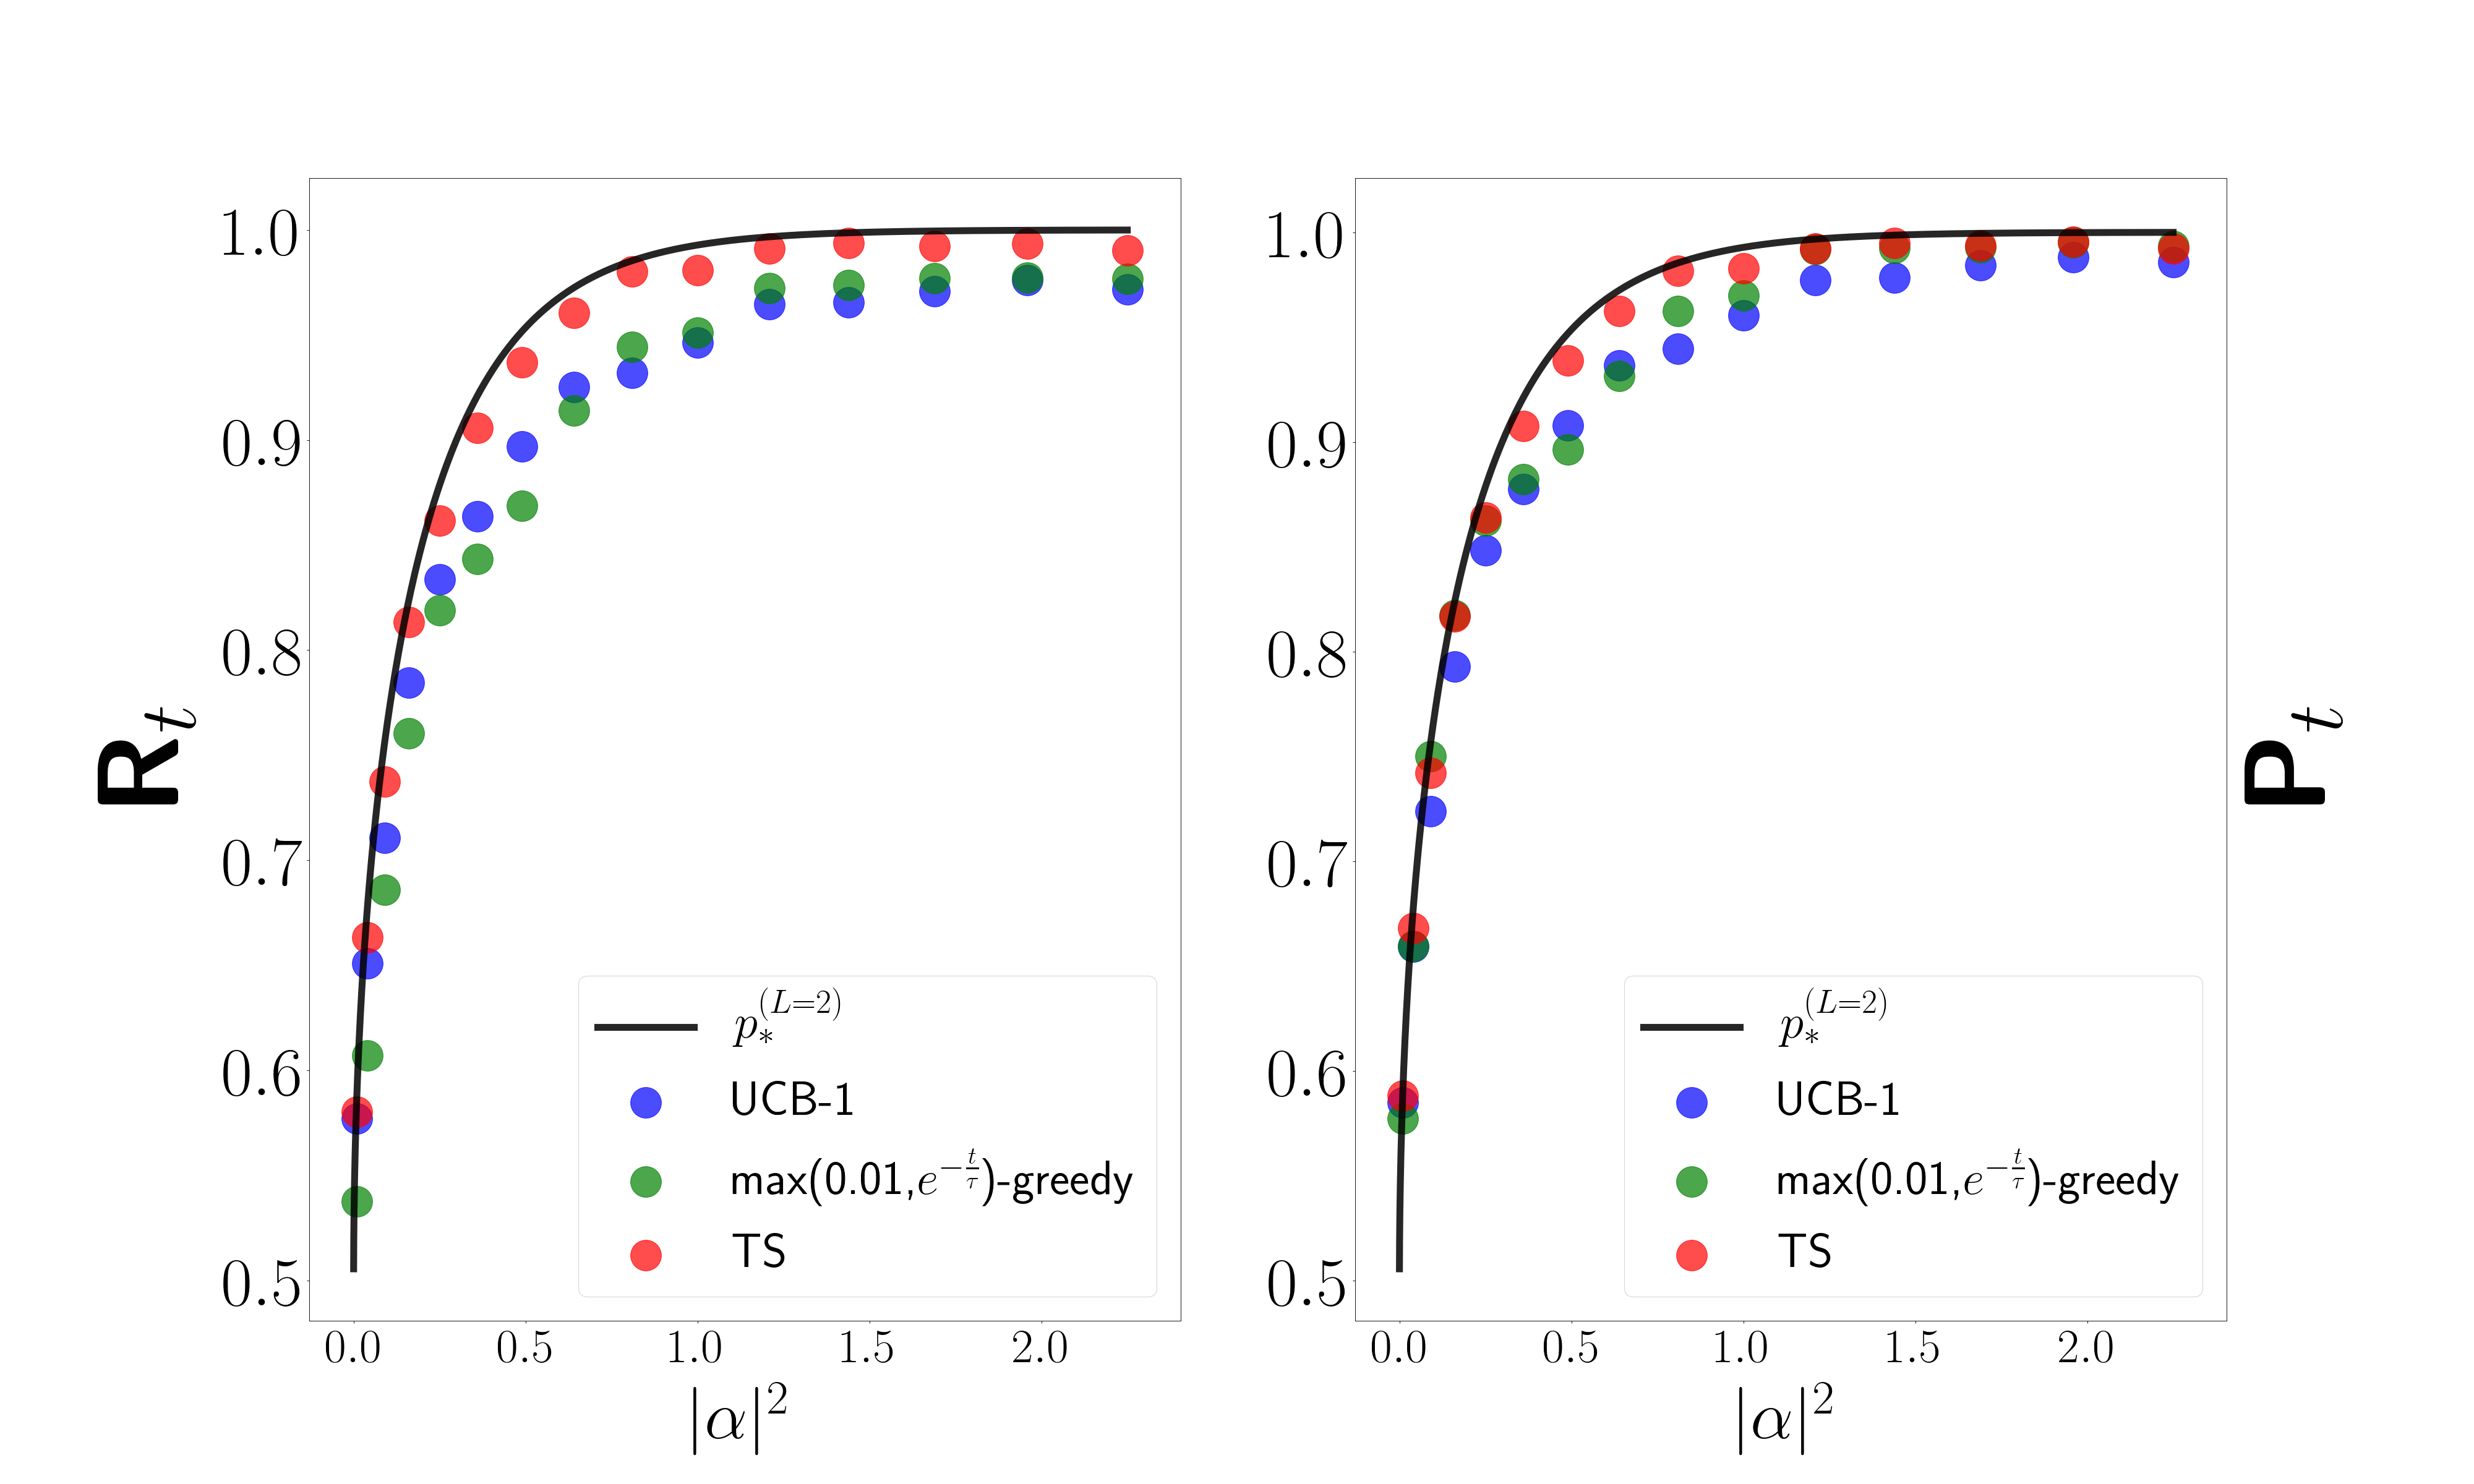 1.0
0.9
0.8
0.7
0.6
0.5
R_t
0.0 0.5 1.0 1.5 2.0
|α|²
p_*^{(L=2)}
UCB-1
max(0.01,e^{-\frac{t}{τ}})-greedy
TS
1.0
0.9
0.8
0.7
0.6
0.5
P_t
0.0 0.5 1.0 1.5 2.0
|α|²
p_*^{(L=2)}
UCB-1
max(0.01,e^{-\frac{t}{τ}})-greedy
TS